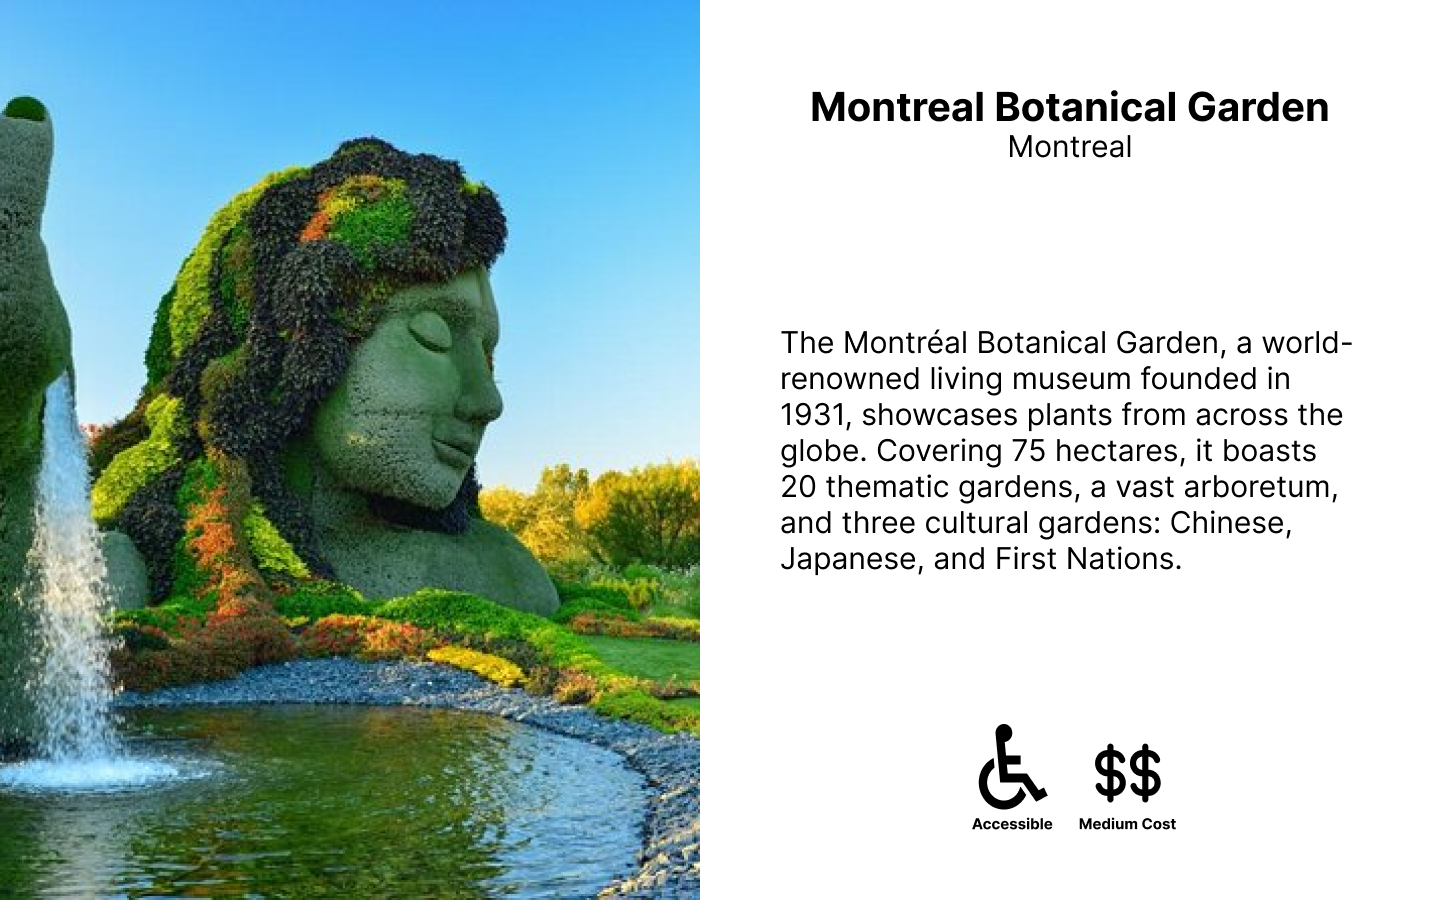 Montreal Botanical Garden
Montreal
The Montréal Botanical Garden, a world-
renowned living museum founded in
1931, showcases plants from across the
globe. Covering 75 hectares, it boasts
20 thematic gardens, a vast arboretum,
and three cultural gardens: Chinese,
Japanese, and First Nations.
$$
Accessible Medium Cost